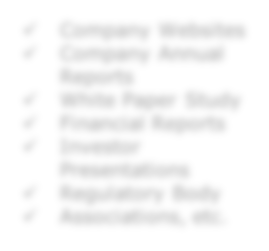 ✓ Company Websites
✓ Company Annual
Reports
✓ White Paper Study
✓ Financial Reports
✓ Investor
Presentations
✓ Regulatory Body
✓ Associations, etc.